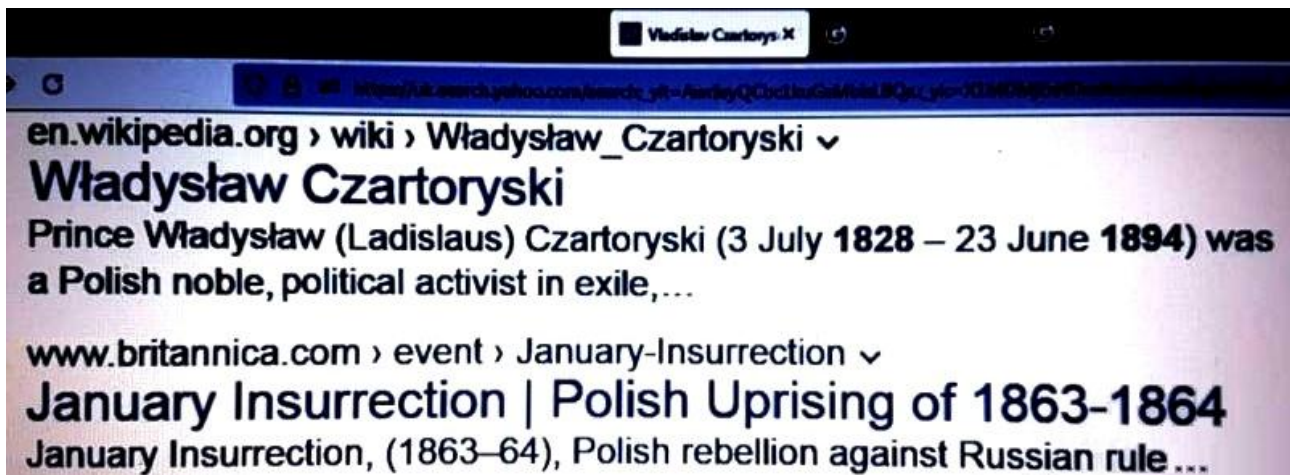 Vladislav Czartorys
en.wikipedia.org › wiki › Władysław_Czartoryski
Władysław Czartoryski
Prince Władysław (Ladislaus) Czartoryski (3 July 1828 – 23 June 1894) was
a Polish noble, political activist in exile,...
www.britannica.com › event › January-Insurrection
January Insurrection | Polish Uprising of 1863-1864
January Insurrection, (1863–64), Polish rebellion against Russian rule ...